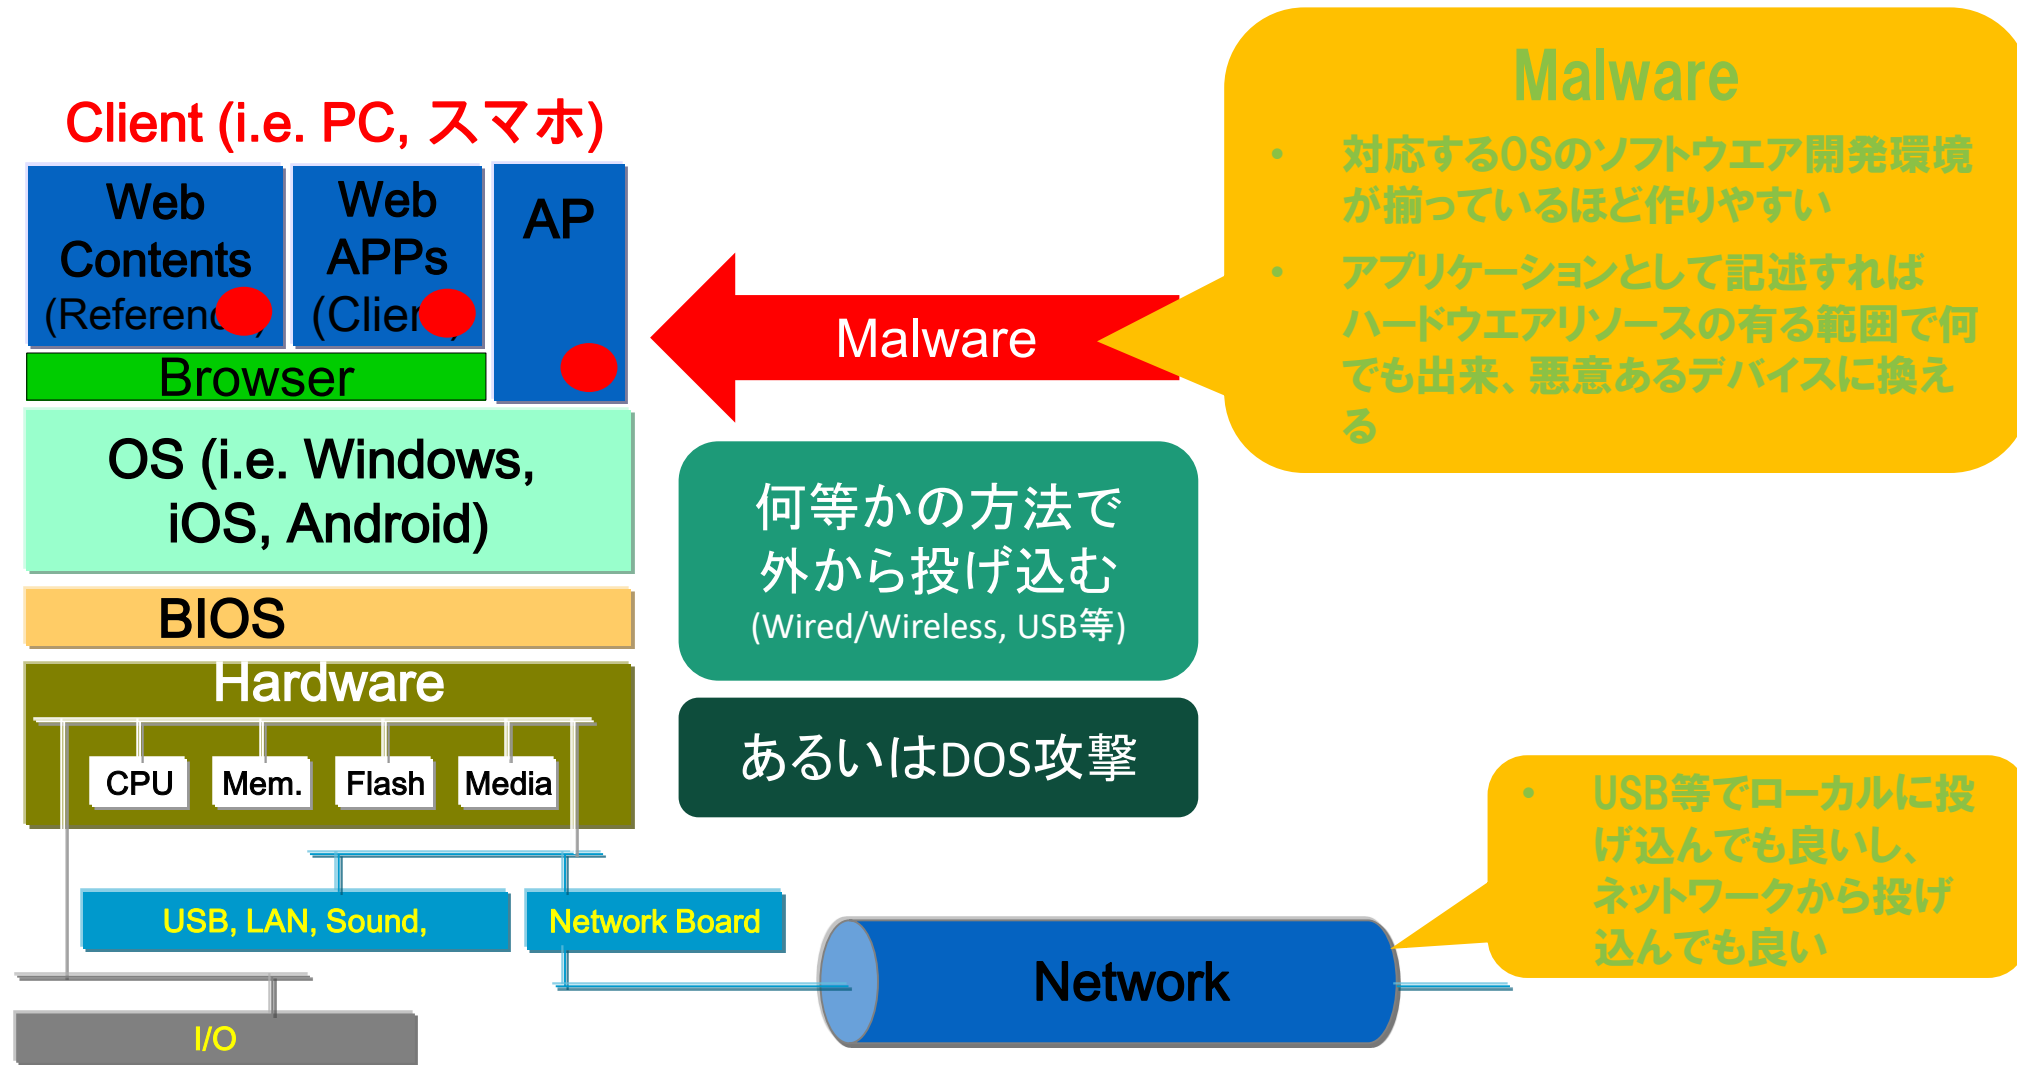 Client (i.e. PC, スマホ)
Web
Contents
(Referenc)
Web
APPs
(Clien
AP
Browser
OS (i.e. Windows,
iOS, Android)
BIOS
Hardware
CPU
Mem.
Flash
Media
USB, LAN, Sound,
Network Board
I/O
Malware
何等かの方法で
外から投げ込む
(Wired/Wireless, USB等)
あるいはDOS攻撃
Network
Malware
• 対応するOSのソフトウエア開発環境
が揃っているほど作りやすい
• アプリケーションとして記述すれば
ハードウエアリソースの有る範囲で何
でも出来、悪意あるデバイスに換え
る
• USB等でローカルに投
げ込んでも良いし、
ネットワークから投げ
込んでも良い